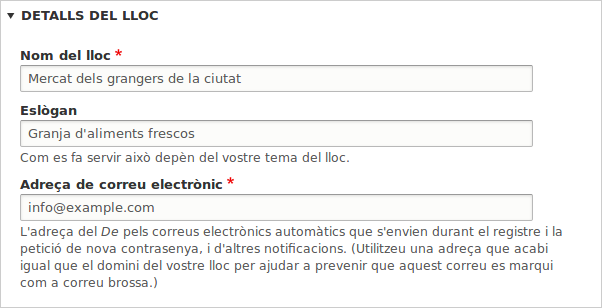 DETALLS DEL LLOC
Nom del lloc *
Mercat dels grangers de la ciutat
Eslògan
Granja d'aliments frescos
Com es fa servir això depèn del vostre tema del lloc.
Adreça de correu electrònic *
info@example.com
L'adreça del De pels correus electrònics automàtics que s'envien durant el registre i la
petició de nova contrasenya, i d'altres notificacions. (Utilitzeu una adreça que acabi
igual que el domini del vostre lloc per ajudar a prevenir que aquest correu es marqui
com a correu brossa.)